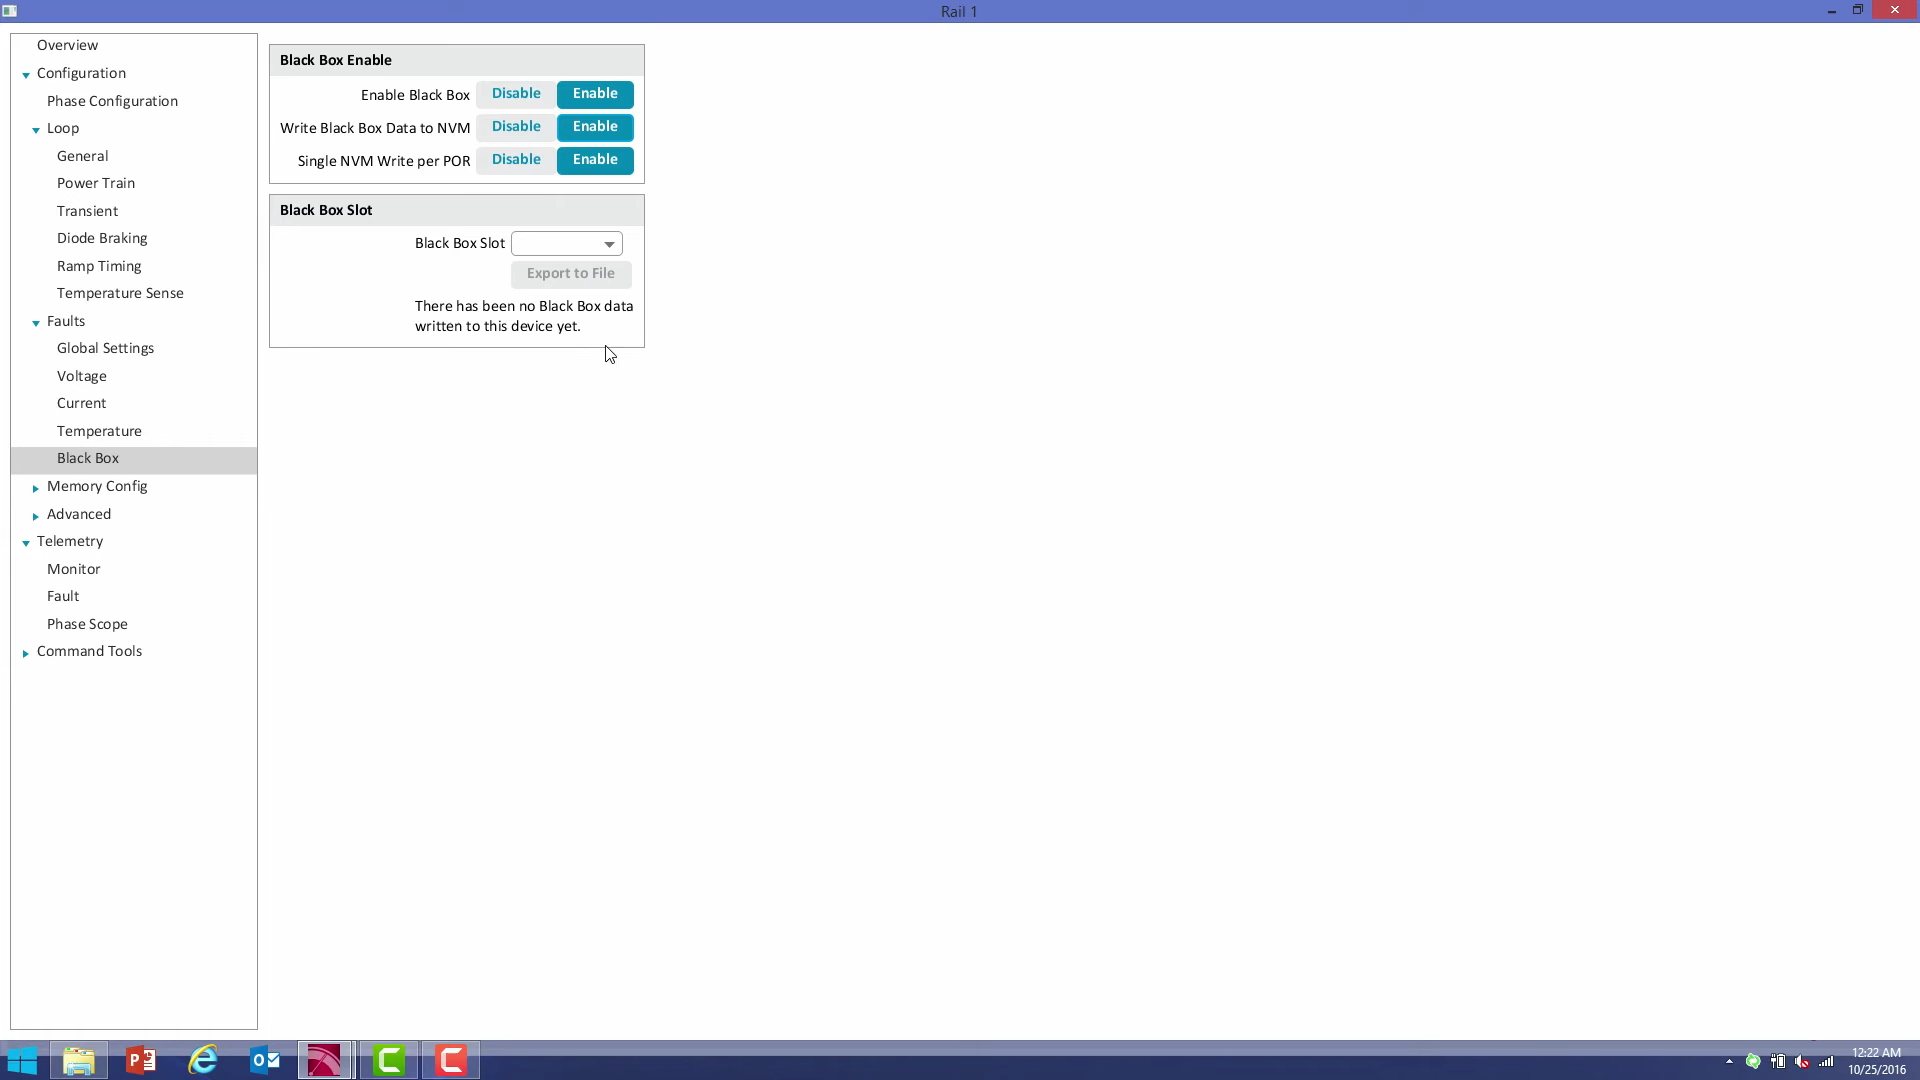 Rail 1
Overview
Configuration
Phase Configuration
Loop
General
Power Train
Transient
Diode Braking
Ramp Timing
Temperature Sense
Faults
Global Settings
Voltage
Current
Temperature
Black Box
Memory Config
Advanced
Telemetry
Monitor
Fault
Phase Scope
Command Tools
Black Box Enable
Enable Black Box Disable Enable
Write Black Box Data to NVM Disable Enable
Single NVM Write per POR Disable Enable
Black Box Slot
Black Box Slot
Export to File
There has been no Black Box data
written to this device yet.
12:22 AM
10/25/2016